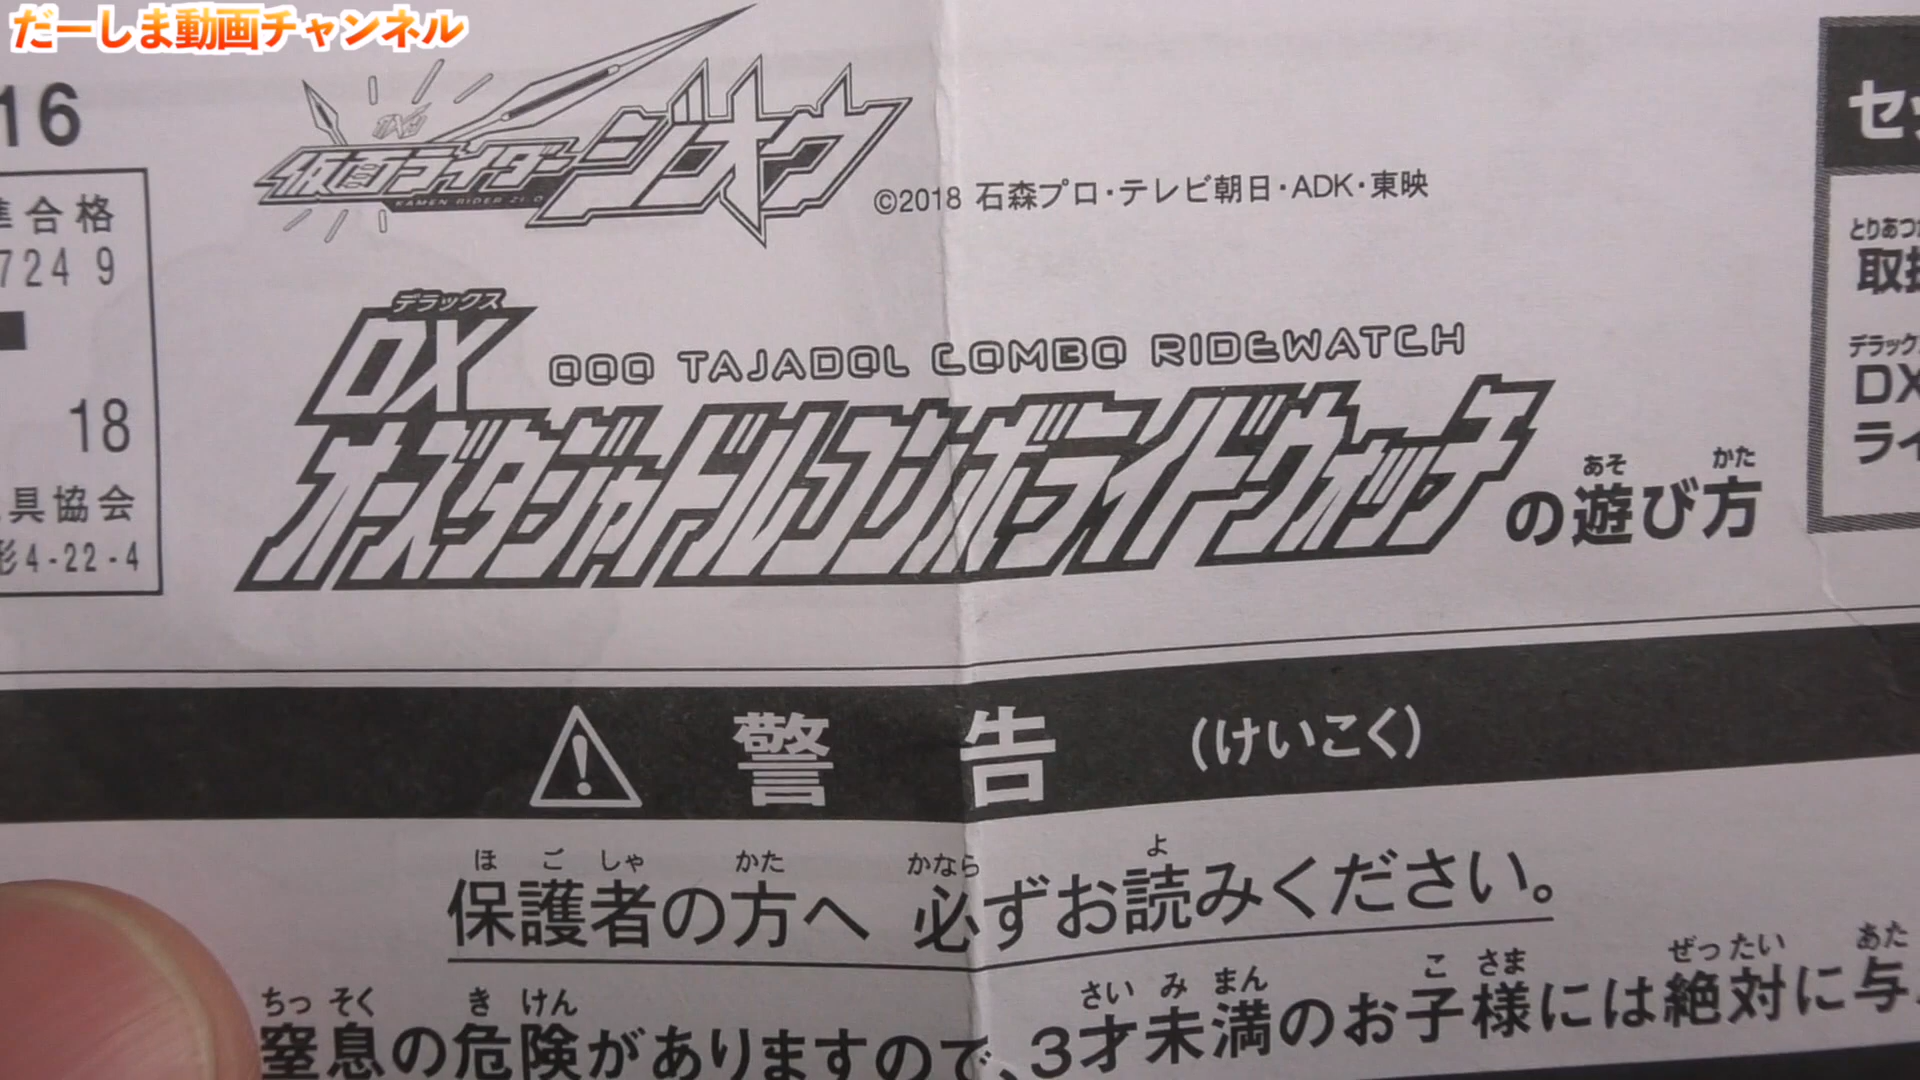 だーしま動画チャンネル
16
合格
7249
18
具協会
形4-22-4
仮面ライダージオウ
KAMEN RIDER ZI-O
©2018 石森プロ・テレビ朝日・ADK・東映
デラックス
DX
OOO TAJADOL COMBO RIDEWATCH
オーズタジャドルコンボライドウォッチ
あそ かた
の遊び方
セッ
とりあつか
取扱
デラックス
DX
ライ
警告 (けいこく)
ほ ご しゃ かた かなら よ
保護者の方へ 必ずお読みください。
ちっ そく き けん さい み まん こ さま ぜっ たい あた
窒息の危険がありますので、3才未満のお子様には絶対に与